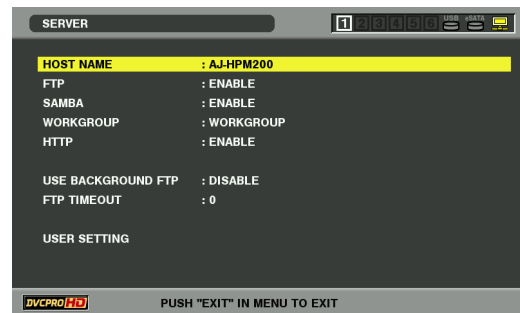 SERVER
1 2 3 4 5 6 USB eSATA
HOST NAME : AJ-HPM200
FTP : ENABLE
SAMBA : ENABLE
WORKGROUP : WORKGROUP
HTTP : ENABLE
USE BACKGROUND FTP : DISABLE
FTP TIMEOUT : 0
USER SETTING
DVCPRO HD
PUSH "EXIT" IN MENU TO EXIT